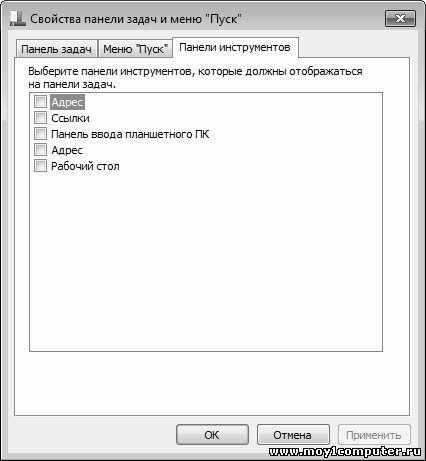 Свойства панели задач и меню "Пуск"
Панель задач
Меню "Пуск"
Панели инструментов
Выберите панели инструментов, которые должны отображаться
на панели задач.
Адрес
Ссылки
Панель ввода планшетного ПК
Адрес
Рабочий стол
ОК
Отмена
Применить
www.moy1computer.ru